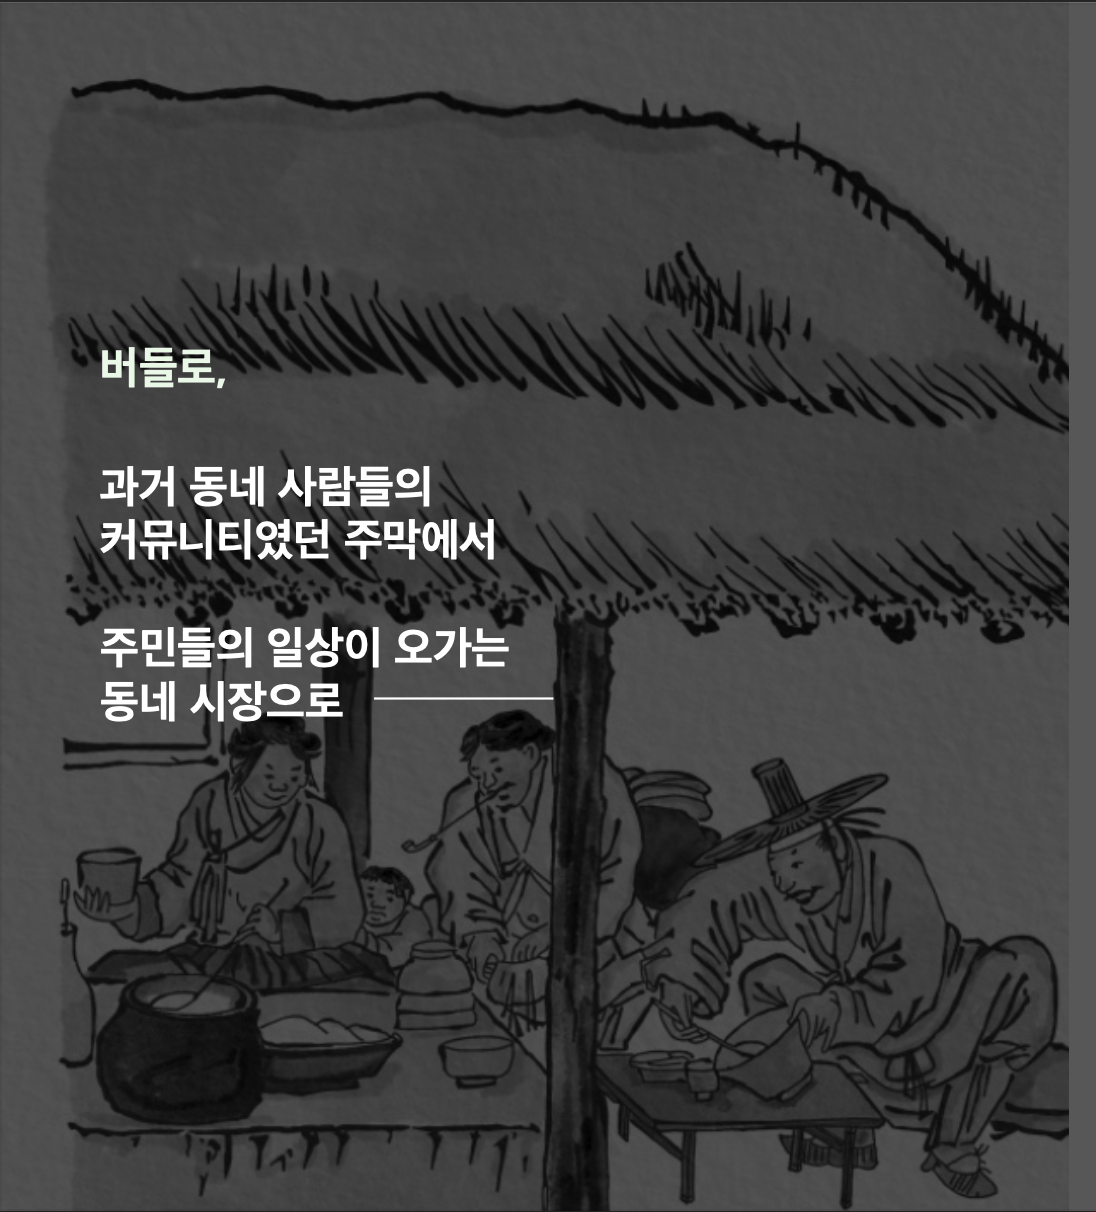 버들로,
과거 동네 사람들의
커뮤니티였던 주막에서
주민들의 일상이 오가는
동네 시장으로